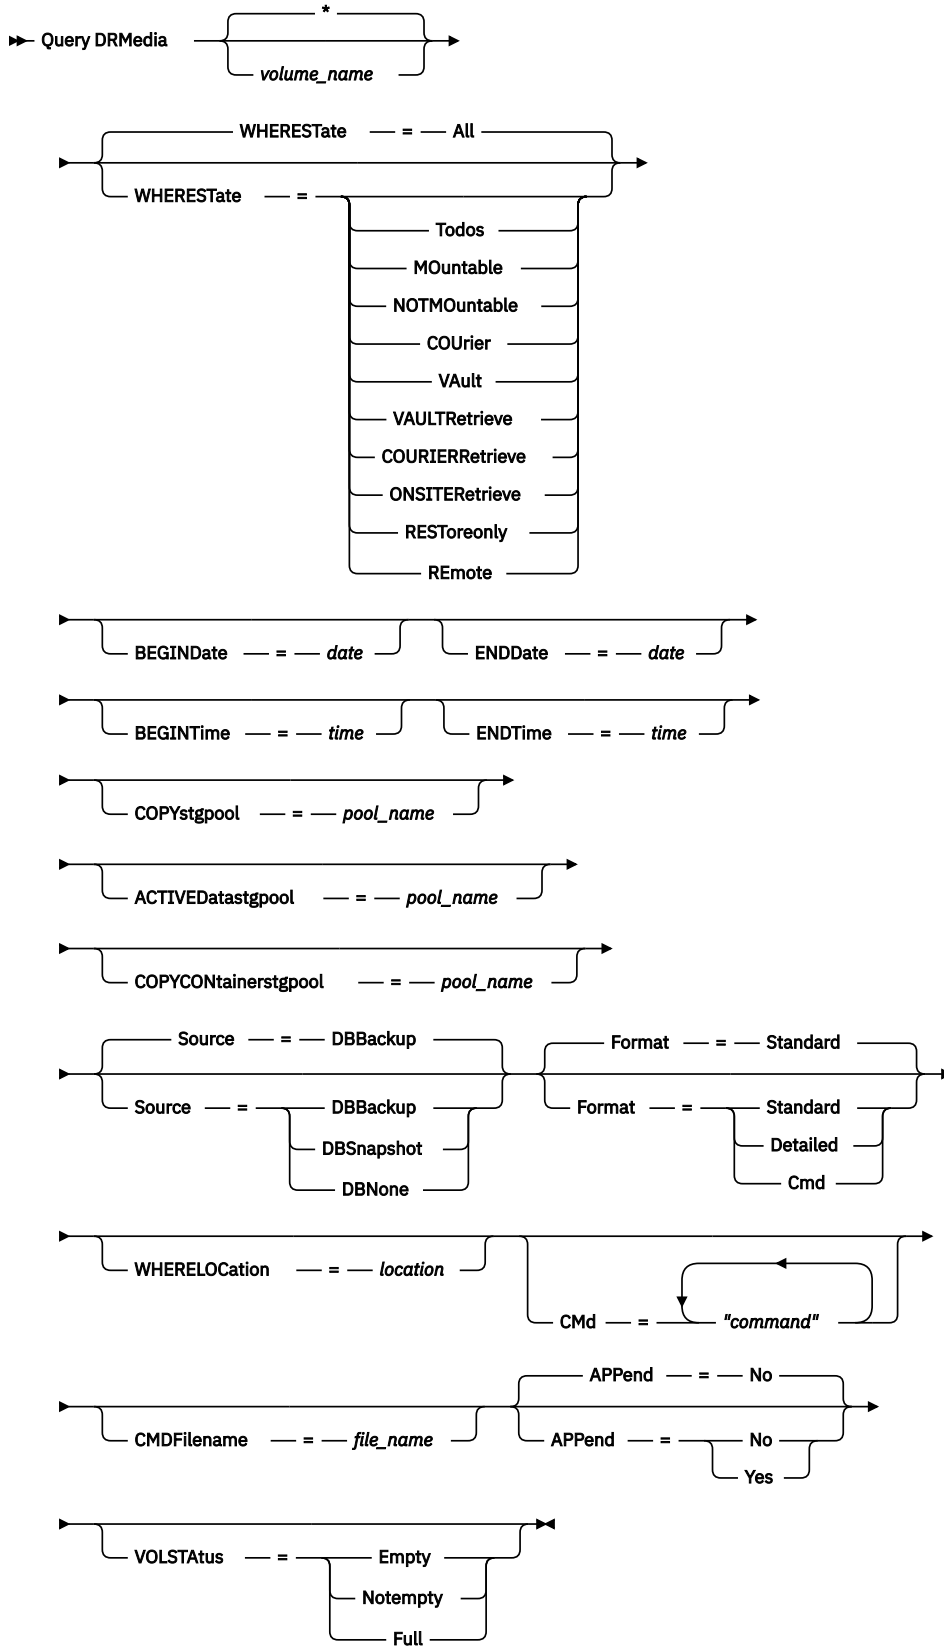 *
Query DRMedia
volume_name
WHERESTate = All
WHERESTate =
Todos
MOuntable
NOTMOuntable
COUrier
VAult
VAULTRetrieve
COURIERRetrieve
ONSITERetrieve
RESToreonly
REmote
BEGINDate = date ENDDate = date
BEGINTime = time ENDTime = time
COPYstgpool = pool_name
ACTIVEDatastgpool = pool_name
COPYCONtainerstgpool = pool_name
Source = DBBackup Format = Standard
Source = DBBackup Format = Standard
DBSnapshot Detailed
DBNone Cmd
WHERELOCation = location
CMd = "command"
APPend = No
CMDFilename = file_name APPend = No
Yes
VOLSTAtus = Empty
Notempty
Full